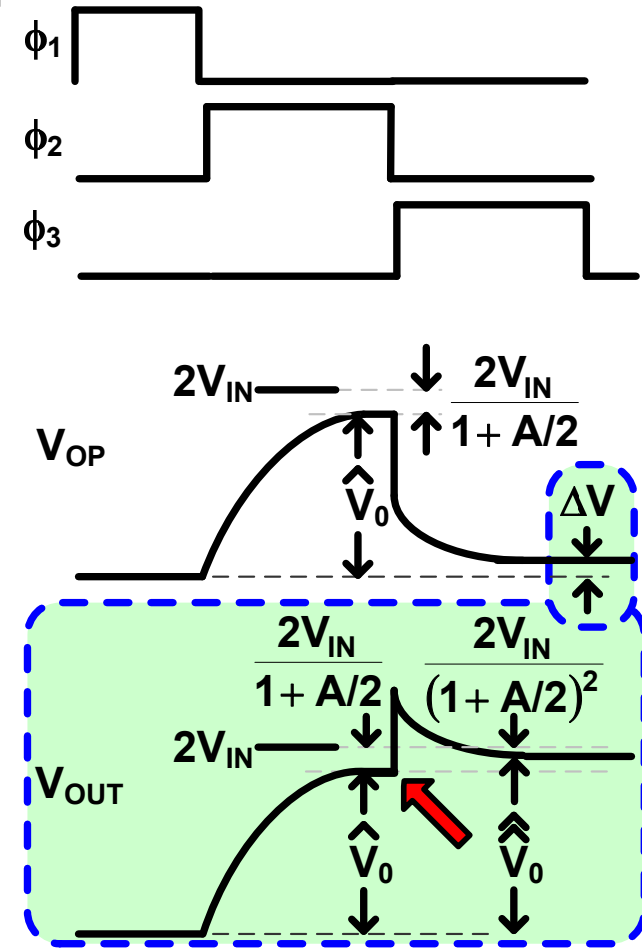 ϕ1
ϕ2
ϕ3
2VIN
2VIN
1+ A/2
VOP
V̂0
ΔV
2VIN
1+ A/2
2VIN
(1+ A/2)²
2VIN
VOUT
V̂0
V̂̂0